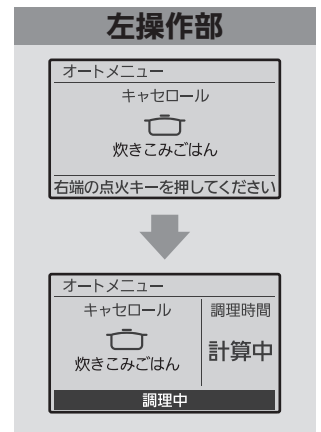 左操作部
オートメニュー
キャセロール
炊きこみごはん
右端の点火キーを押してください
オートメニュー
キャセロール
炊きこみごはん
調理時間
計算中
調理中